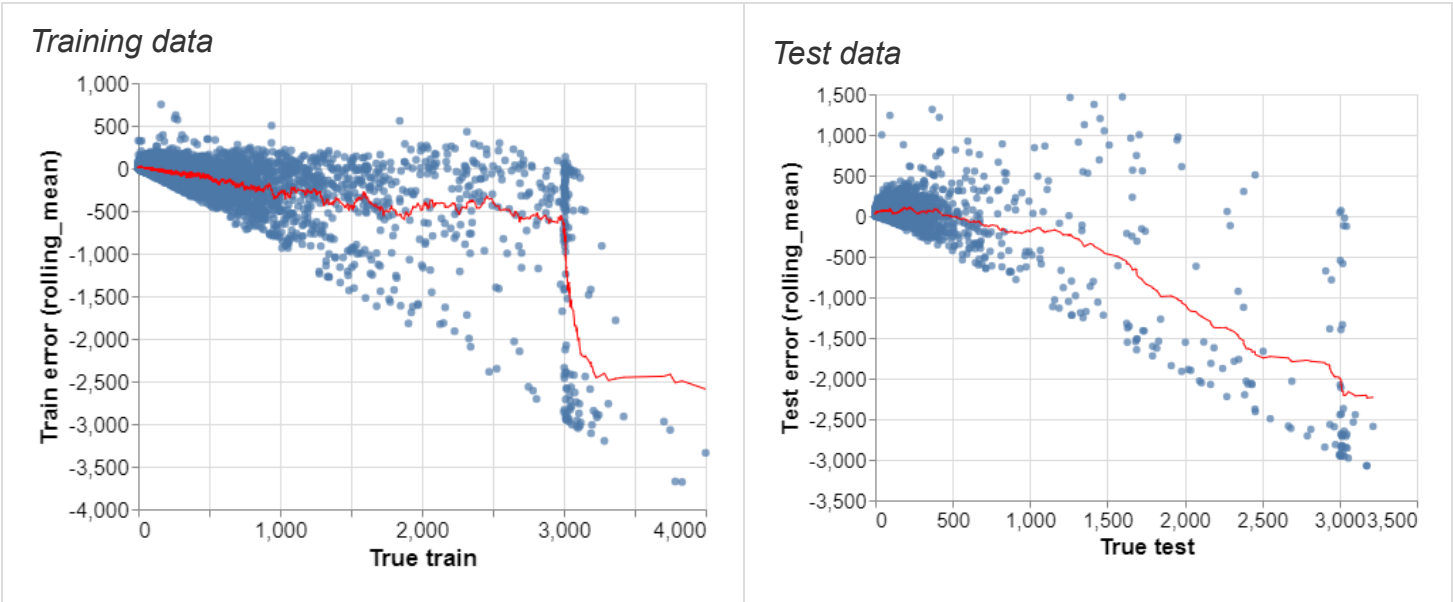 Training data
1,000
500
0
-500
-1,000
-1,500
-2,000
-2,500
-3,000
-3,500
-4,000
Train error (rolling_mean)
0 1,000 2,000 3,000 4,000
True train
Test data
1,500
1,000
500
0
-500
-1,000
-1,500
-2,000
-2,500
-3,000
-3,500
Test error (rolling_mean)
0 500 1,000 1,500 2,000 2,500 3,000 3,500
True test